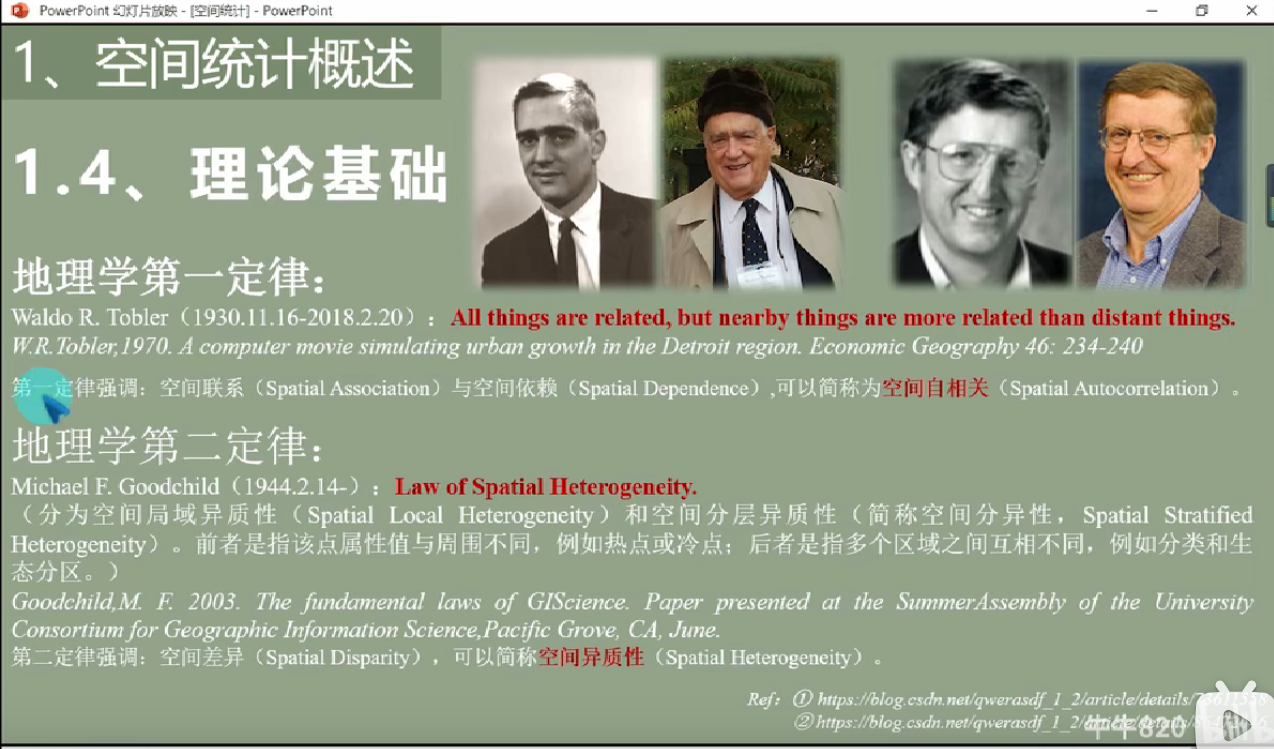 PowerPoint 幻灯片放映 - [空间统计] - PowerPoint
1、空间统计概述
1.4、理论基础
地理学第一定律：
Waldo R. Tobler（1930.11.16-2018.2.20）：All things are related, but nearby things are more related than distant things.
W.R.Tobler,1970. A computer movie simulating urban growth in the Detroit region. Economic Geography 46: 234-240
第一定律强调：空间联系（Spatial Association）与空间依赖（Spatial Dependence）,可以简称为空间自相关（Spatial Autocorrelation）。
地理学第二定律：
Michael F. Goodchild（1944.2.14-）：Law of Spatial Heterogeneity.
（分为空间局域异质性（Spatial Local Heterogeneity）和空间分层异质性（简称空间分异性，Spatial Stratified
Heterogeneity）。前者是指该点属性值与周围不同，例如热点或冷点；后者是指多个区域之间互相不同，例如分类和生
态分区。）
Goodchild,M. F. 2003. The fundamental laws of GIScience. Paper presented at the SummerAssembly of the University
Consortium for Geographic Information Science,Pacific Grove, CA, June.
第二定律强调：空间差异（Spatial Disparity），可以简称空间异质性（Spatial Heterogeneity）。
Ref：① https://blog.csdn.net/qwerasdf_1_2/article/details/
②https://blog.csdn.net/qwerasdf_1_2/article/details/
牛牛820